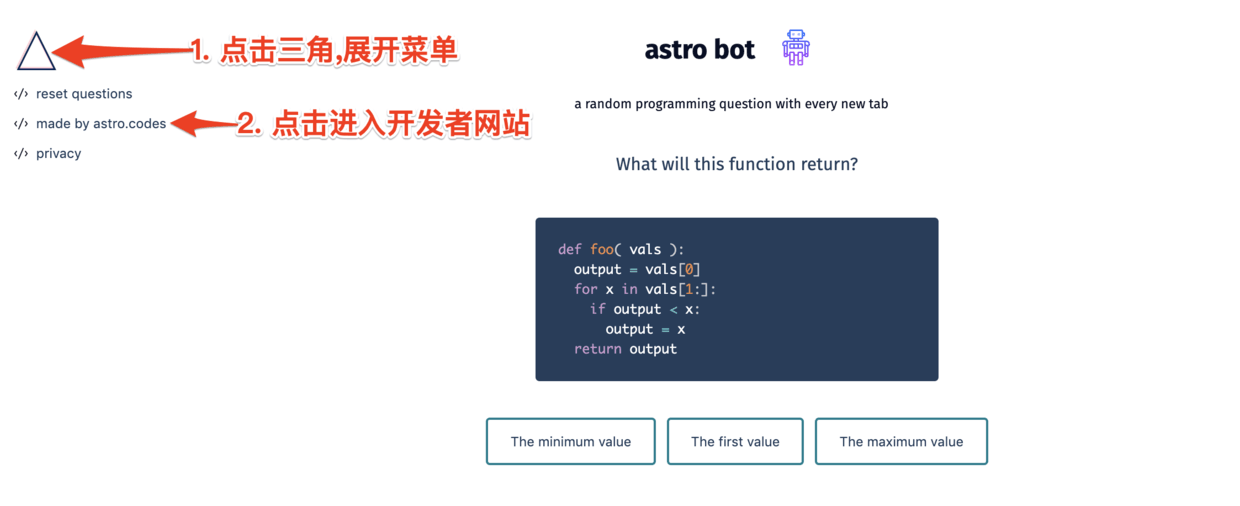 1. 点击三角,展开菜单
astro bot
</> reset questions
a random programming question with every new tab
</> made by astro.codes
2. 点击进入开发者网站
</> privacy
What will this function return?
def foo( vals ):
  output = vals[0]
  for x in vals[1:]:
    if output < x:
      output = x
  return output
The minimum value
The first value
The maximum value